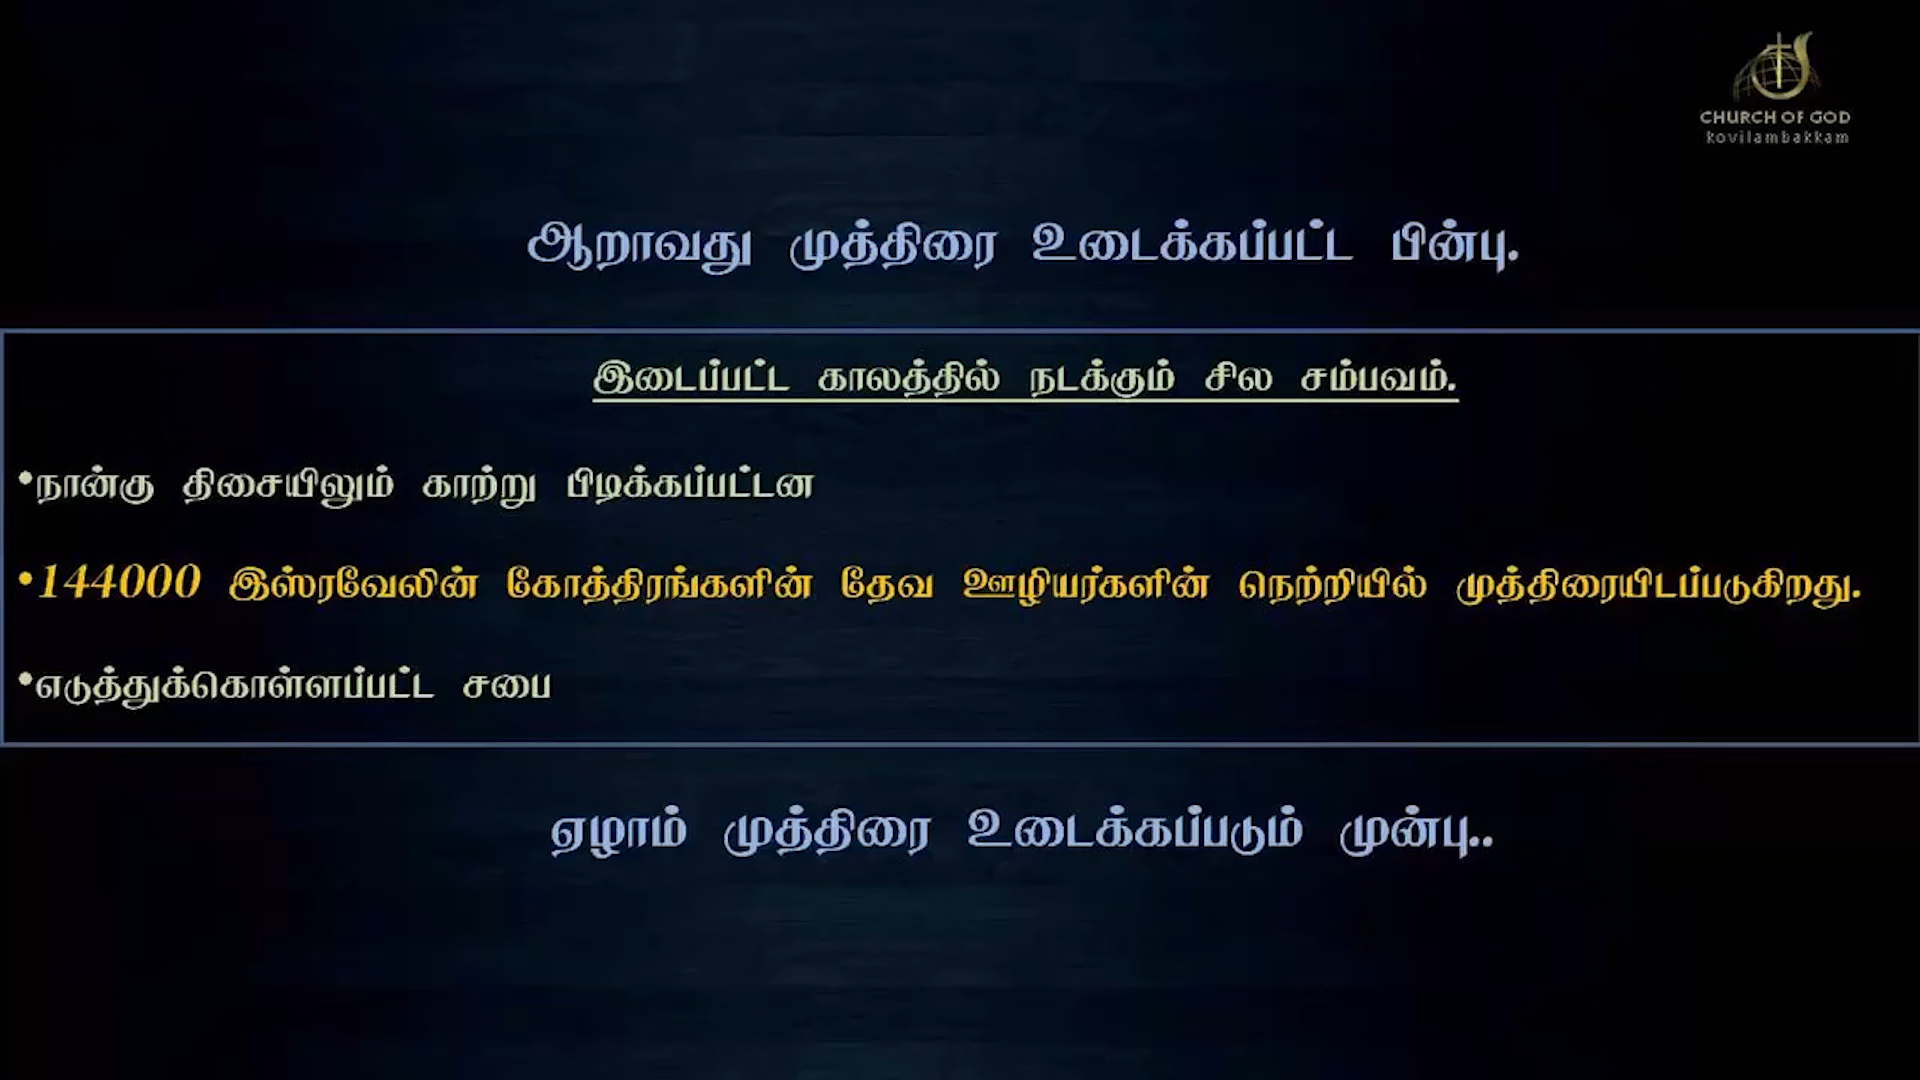 CHURCH OF GOD
kovilambakkam
ஆறாவது முத்திரை உடைக்கப்பட்ட பின்பு.
இடைப்பட்ட காலத்தில் நடக்கும் சில சம்பவம்.
•நான்கு திசையிலும் காற்று பிடிக்கப்பட்டன
•144000 இஸ்ரவேலின் கோத்திரங்களின் தேவ ஊழியர்களின் நெற்றியில் முத்திரையிடப்படுகிறது.
•எடுத்துக்கொள்ளப்பட்ட சபை
ஏழாம் முத்திரை உடைக்கப்படும் முன்பு..